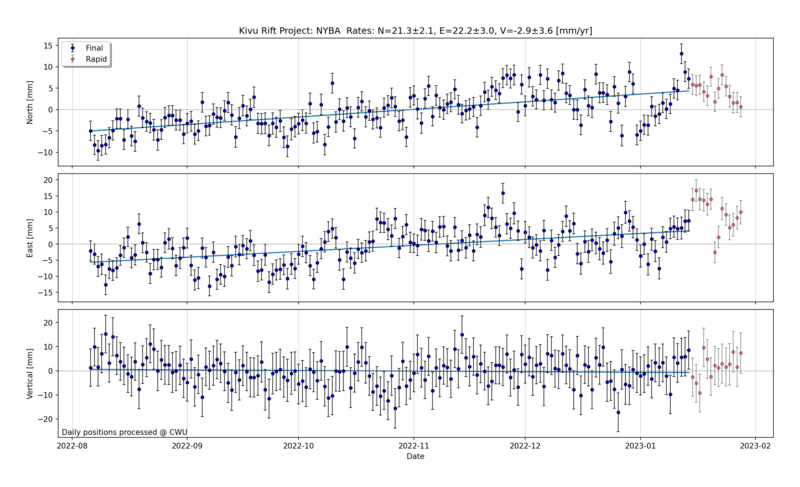 Kivu Rift Project: NYBA  Rates: N=21.3±2.1, E=22.2±3.0, V=-2.9±3.6 [mm/yr]
Final
Rapid
North [mm]
15
10
5
0
−5
−10
East [mm]
20
15
10
5
0
−5
−10
−15
Vertical [mm]
20
10
0
−10
−20
Daily positions processed @ CWU
2022-08 2022-09 2022-10 2022-11 2022-12 2023-01 2023-02
Date